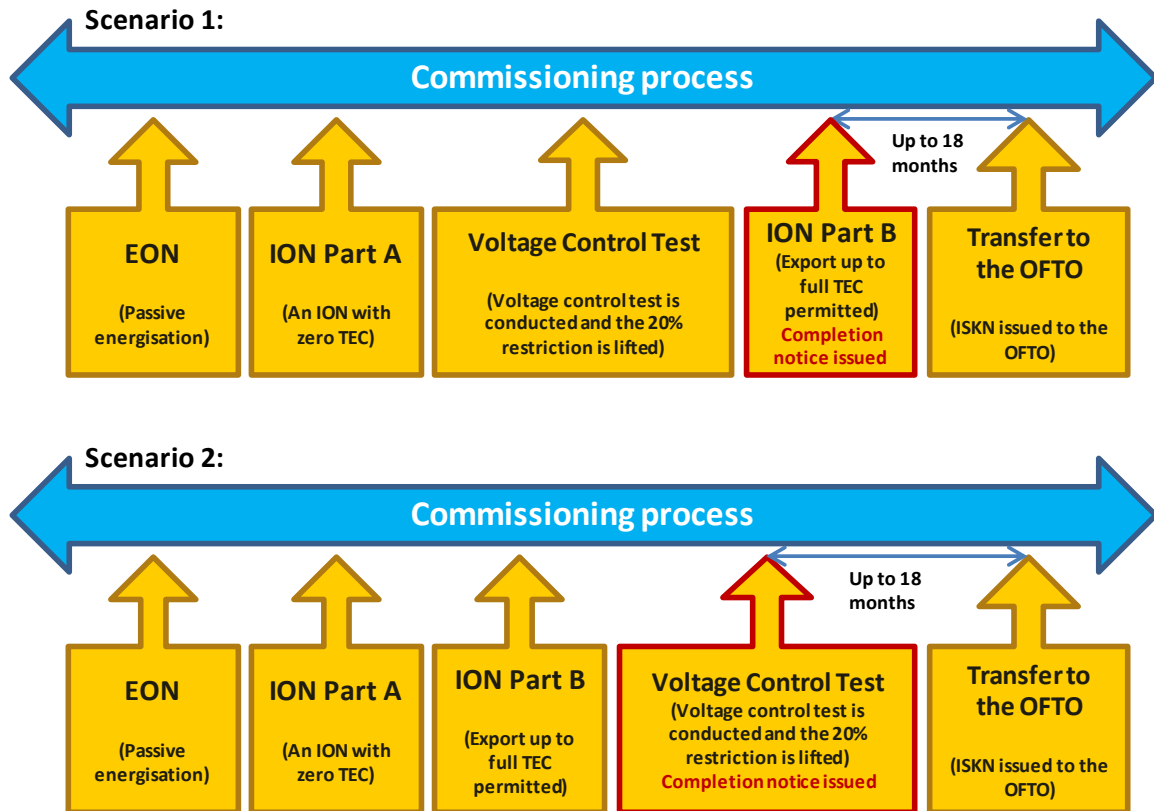 Scenario 1:
Commissioning process
Up to 18
months
EON
(Passive
energisation)
ION Part A
(An ION with
zero TEC)
Voltage Control Test
(Voltage control test is
conducted and the 20%
restriction is lifted)
ION Part B
(Export up to
full TEC
permitted)
Completion
notice issued
Transfer to
the OFTO
(ISKN issued to the
OFTO)
Scenario 2:
Commissioning process
Up to 18
months
EON
(Passive
energisation)
ION Part A
(An ION with
zero TEC)
ION Part B
(Export up to
full TEC
permitted)
Voltage Control Test
(Voltage control test is
conducted and the 20%
restriction is lifted)
Completion notice issued
Transfer to
the OFTO
(ISKN issued to the
OFTO)